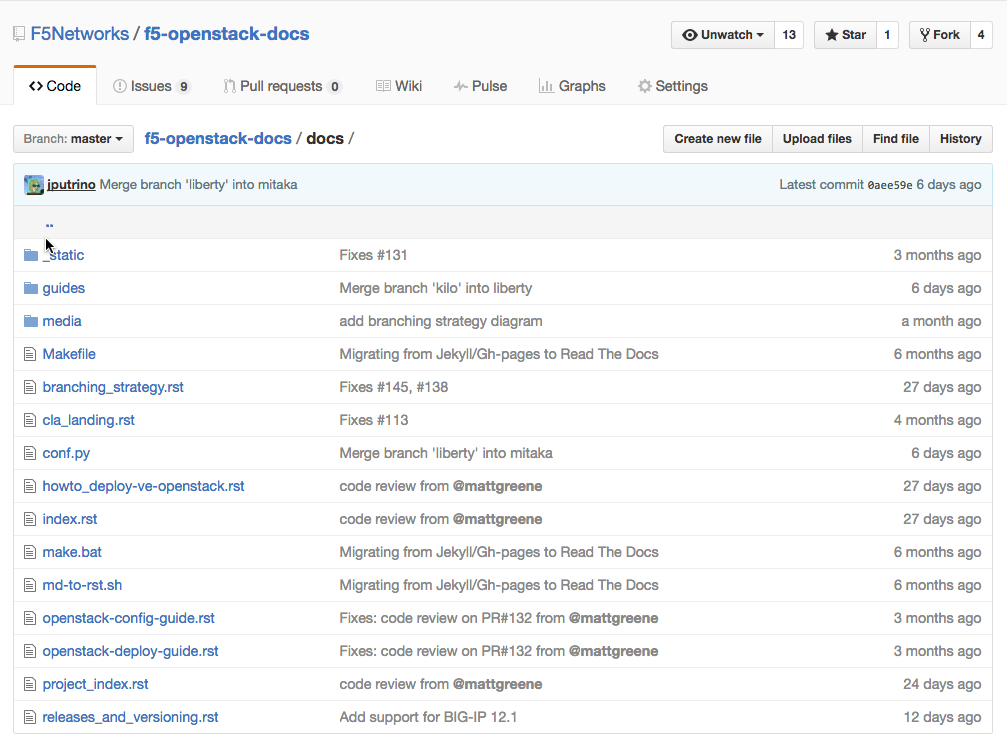 F5Networks / f5-openstack-docs
Unwatch 13 Star 1 Fork 4
Code Issues 9 Pull requests 0 Wiki Pulse Graphs Settings
Branch: master f5-openstack-docs / docs / Create new file Upload files Find file History
jputrino Merge branch 'liberty' into mitaka Latest commit 0aee59e 6 days ago
..
_static Fixes #131 3 months ago
guides Merge branch 'kilo' into liberty 6 days ago
media add branching strategy diagram a month ago
Makefile Migrating from Jekyll/Gh-pages to Read The Docs 6 months ago
branching_strategy.rst Fixes #145, #138 27 days ago
cla_landing.rst Fixes #113 4 months ago
conf.py Merge branch 'liberty' into mitaka 6 days ago
howto_deploy-ve-openstack.rst code review from @mattgreene 27 days ago
index.rst code review from @mattgreene 27 days ago
make.bat Migrating from Jekyll/Gh-pages to Read The Docs 6 months ago
md-to-rst.sh Migrating from Jekyll/Gh-pages to Read The Docs 6 months ago
openstack-config-guide.rst Fixes: code review on PR#132 from @mattgreene 3 months ago
openstack-deploy-guide.rst Fixes: code review on PR#132 from @mattgreene 3 months ago
project_index.rst code review from @mattgreene 24 days ago
releases_and_versioning.rst Add support for BIG-IP 12.1 12 days ago